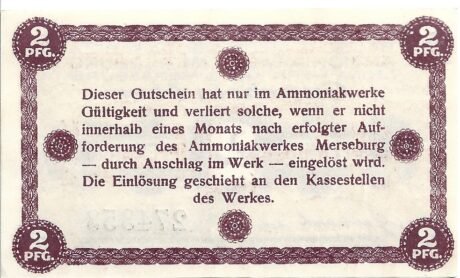 2 PFG.
2 PFG.
Dieser Gutschein hat nur im Ammoniakwerke
Gültigkeit und verliert solche, wenn er nicht
innerhalb eines Monats nach erfolgter Auf-
forderung des Ammoniakwerkes Merseburg
— durch Anschlag im Werk — eingelöst wird.
Die Einlösung geschieht an den Kassestellen
des Werkes.
2 PFG.
2 PFG.